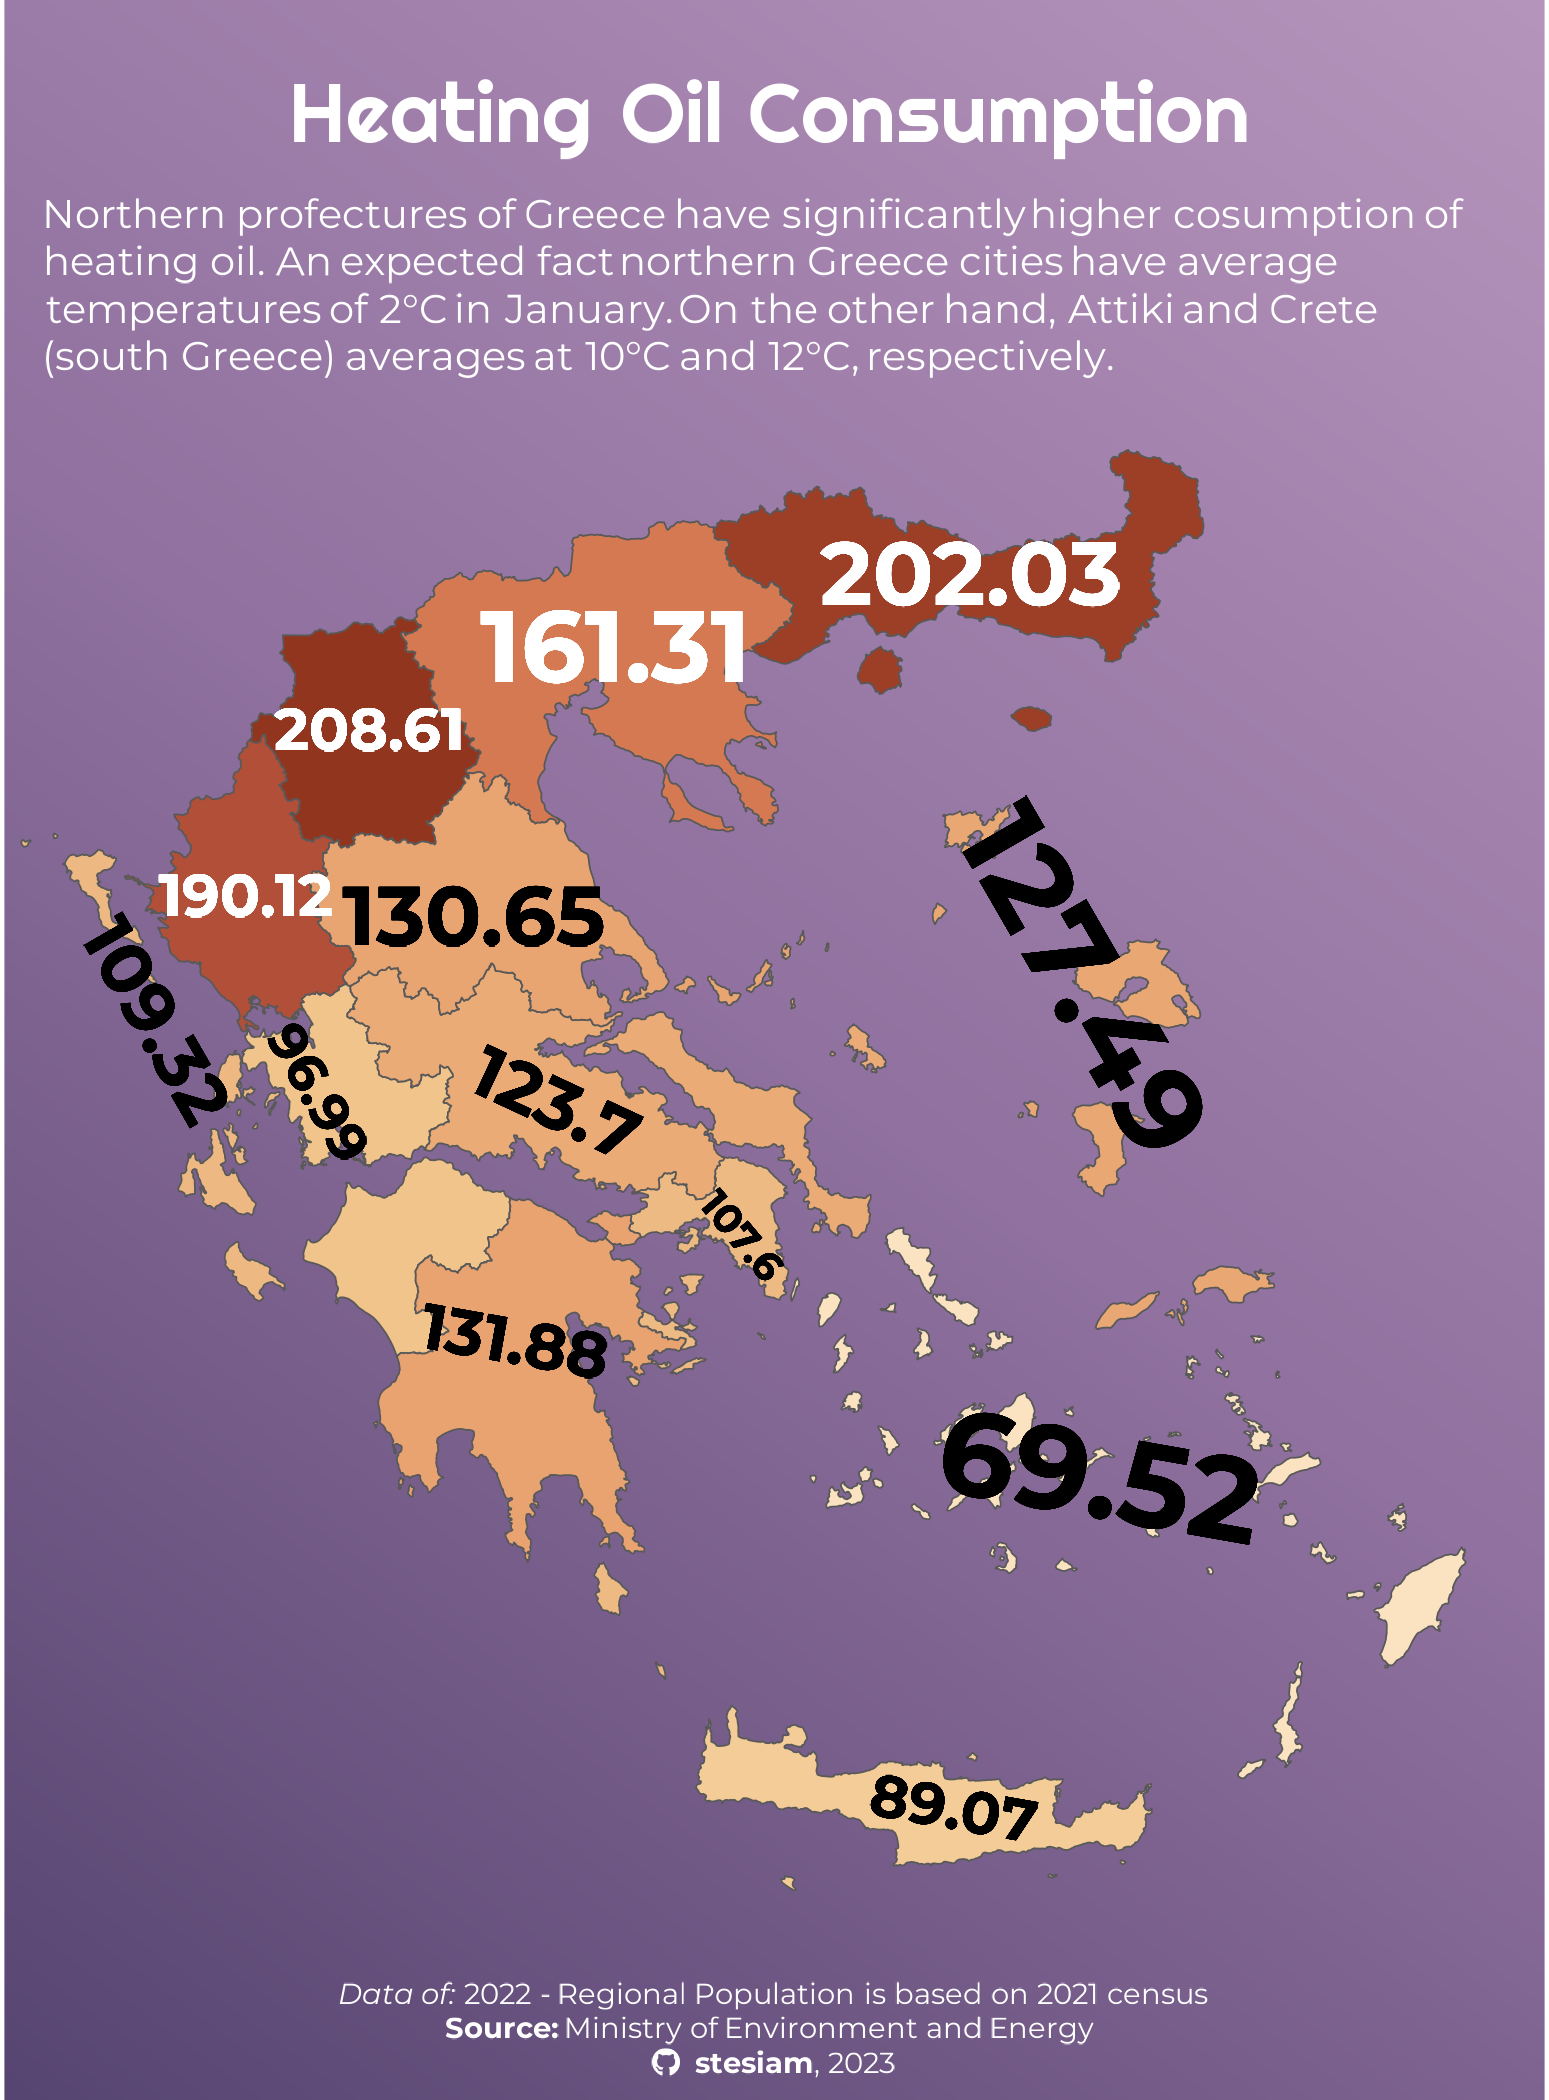 Heating Oil Consumption
Northern profectures of Greece have significantly higher cosumption of
heating oil. An expected fact northern Greece cities have average
temperatures of 2°C in January. On the other hand, Attiki and Crete
(south Greece) averages at 10°C and 12°C, respectively.
202.03
161.31
208.61
190.12
130.65
127.49
109.32
96.99
123.7
107.6
131.88
69.52
89.07
Data of: 2022 - Regional Population is based on 2021 census
Source: Ministry of Environment and Energy
stesiam, 2023